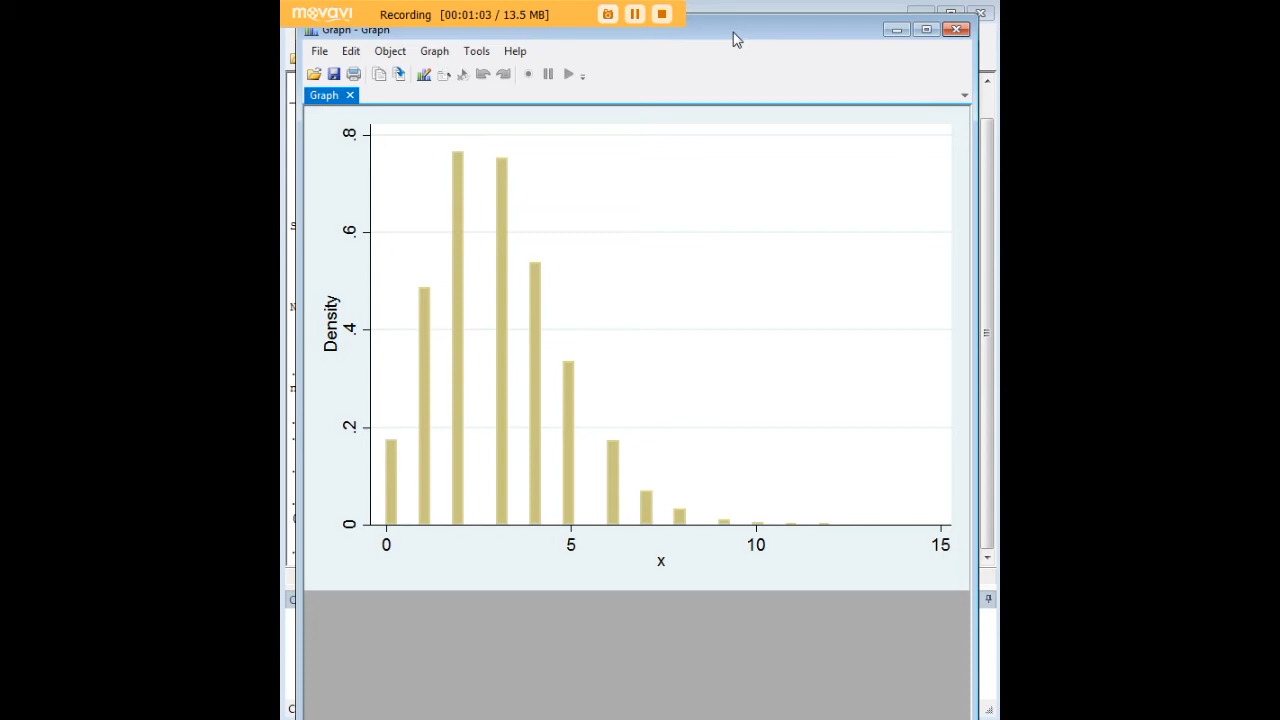 movavi Recording [00:01:03 / 13.5 MB]
Graph - Graph
File Edit Object Graph Tools Help
Graph
.8
.6
.4
.2
0
Density
0 5 10 15
x